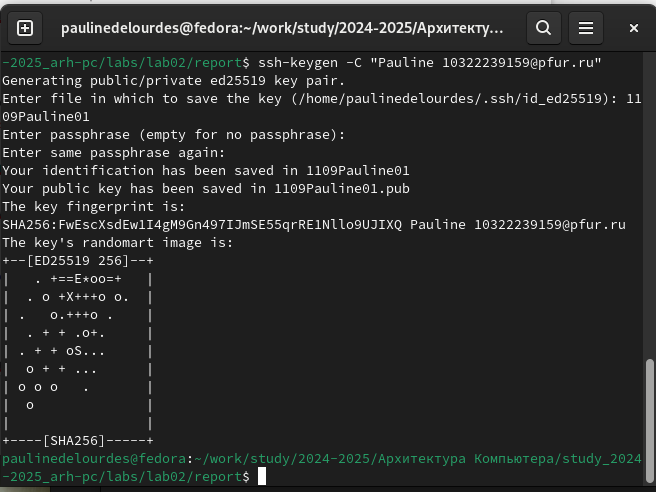 paulinedelourdes@fedora:~/work/study/2024-2025/Архитекту...
-2025_arh-pc/labs/lab02/report$ ssh-keygen -C "Pauline 10322239159@pfur.ru"
Generating public/private ed25519 key pair.
Enter file in which to save the key (/home/paulinedelourdes/.ssh/id_ed25519): 11
09Pauline01
Enter passphrase (empty for no passphrase):
Enter same passphrase again:
Your identification has been saved in 1109Pauline01
Your public key has been saved in 1109Pauline01.pub
The key fingerprint is:
SHA256:FwEscXsdEw1I4gM9Gn497IJmSE55qrRE1Nllo9UJIXQ Pauline 10322239159@pfur.ru
The key's randomart image is:
+--[ED25519 256]--+
|   . +==E*oo=+   |
|  . o +X+++o o.  |
| .   o.+++o .    |
|  . + + .o+.     |
| . + + oS...     |
|  o + + ...      |
| o o o   .       |
|  o              |
|                 |
+----[SHA256]-----+
paulinedelourdes@fedora:~/work/study/2024-2025/Архитектура Компьютера/study_2024
-2025_arh-pc/labs/lab02/report$